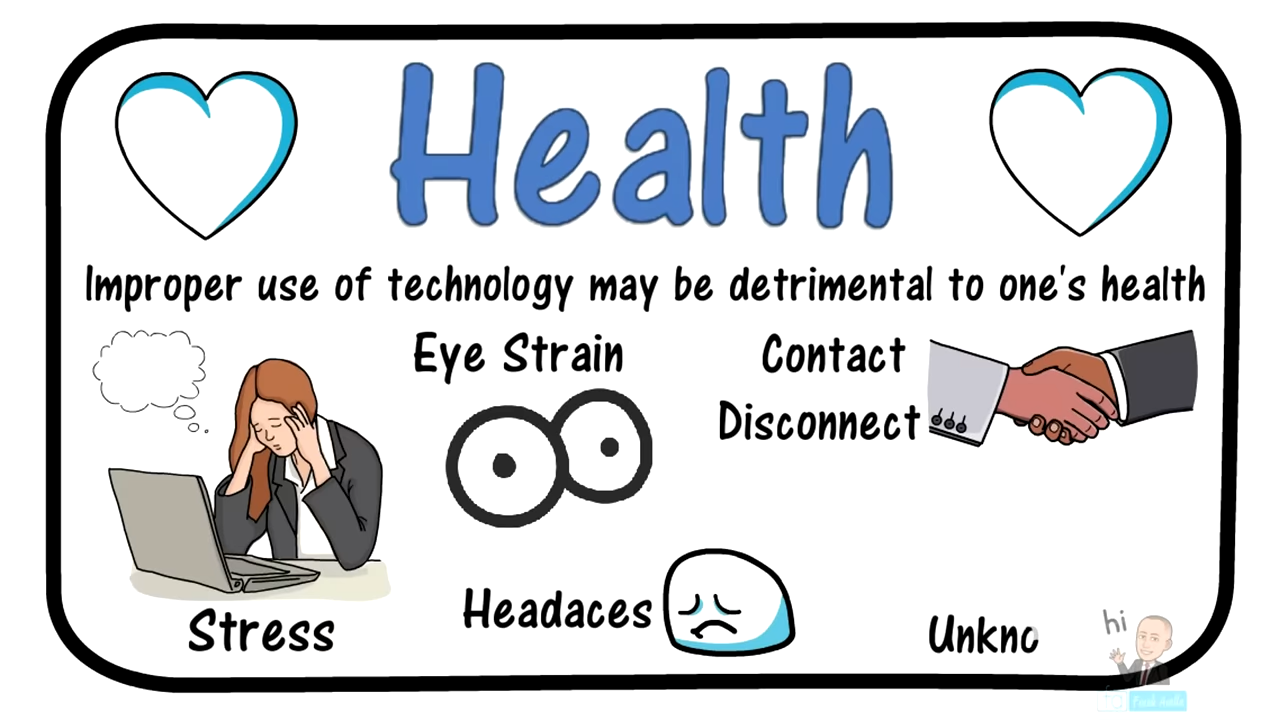 Health
Improper use of technology may be detrimental to one's health
Eye Strain
Contact
Disconnect
Stress
Headaces
Unkno
hi